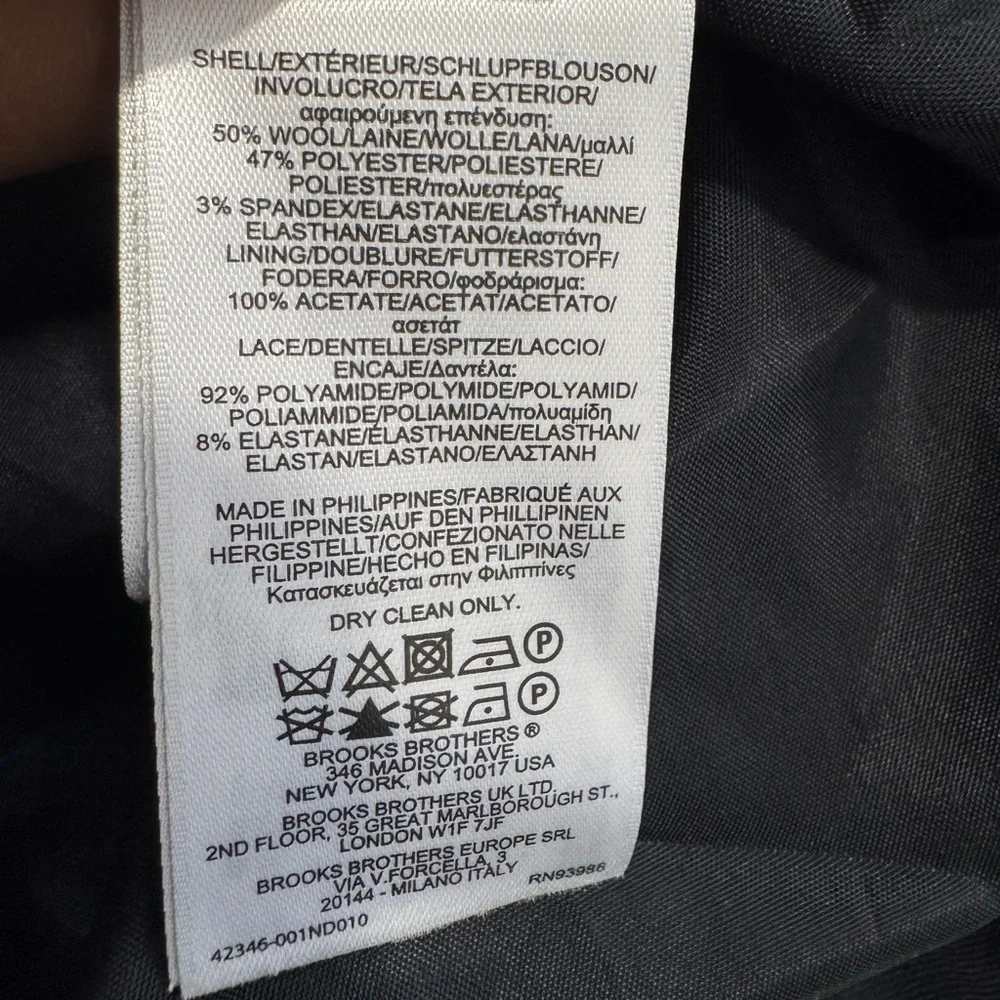 SHELL/EXTÉRIEUR/SCHLUPFBLOUSON/
INVOLUCRO/TELA EXTERIOR/
αφαιρούμενη επένδυση:
50% WOOL/LAINE/WOLLE/LANA/μαλλί
47% POLYESTER/POLIESTERE/
POLIESTER/πολυεστέρας
3% SPANDEX/ELASTANE/ELASTHANNE/
ELASTHAN/ELASTANO/ελαστάνη
LINING/DOUBLURE/FUTTERSTOFF/
FODERA/FORRO/φοδράρισμα:
100% ACETATE/ACETAT/ACETATO/
ασετάτ
LACE/DENTELLE/SPITZE/LACCIO/
ENCAJE/Δαντέλα:
92% POLYAMIDE/POLYMIDE/POLYAMID/
POLIAMMIDE/POLIAMIDA/πολυαμίδη
8% ELASTANE/ÉLASTHANNE/ELASTHAN/
ELASTAN/ELASTANO/ΕΛΑΣΤΑΝΗ
MADE IN PHILIPPINES/FABRIQUÉ AUX
PHILIPPINES/AUF DEN PHILLIPINEN
HERGESTELLT/CONFEZIONATO NELLE
FILIPPINE/HECHO EN FILIPINAS/
Κατασκευάζεται στην Φιλιππίνες
DRY CLEAN ONLY.
P
P
BROOKS BROTHERS ®
346 MADISON AVE.
NEW YORK, NY 10017 USA
BROOKS BROTHERS UK LTD.
2ND FLOOR, 35 GREAT MARLBOROUGH ST.,
LONDON W1F 7JF
BROOKS BROTHERS EUROPE SRL
VIA V.FORCELLA, 3
20144 - MILANO ITALY
RN93986
42346-001ND010